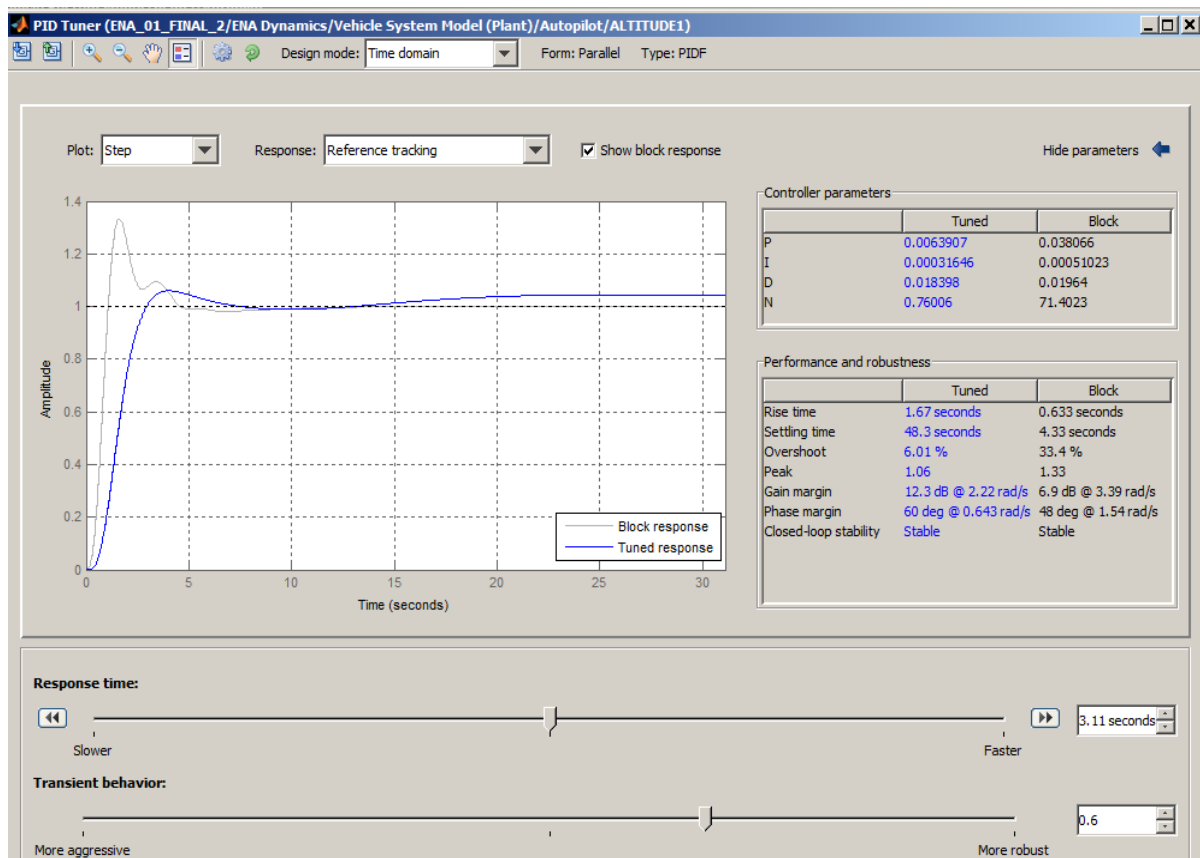 PID Tuner (ENA_01_FINAL_2/ENA Dynamics/Vehicle System Model (Plant)/Autopilot/ALTITUDE1)
Design mode: Time domain Form: Parallel Type: PIDF
Plot: Step Response: Reference tracking Show block response Hide parameters
1.4
1.2
1
0.8
0.6
0.4
0.2
0
Amplitude
0 5 10 15 20 25 30
Time (seconds)
Block response
Tuned response
Controller parameters
Tuned Block
P 0.0063907 0.038066
I 0.00031646 0.00051023
D 0.018398 0.01964
N 0.76006 71.4023
Performance and robustness
Tuned Block
Rise time 1.67 seconds 0.633 seconds
Settling time 48.3 seconds 4.33 seconds
Overshoot 6.01 % 33.4 %
Peak 1.06 1.33
Gain margin 12.3 dB @ 2.22 rad/s 6.9 dB @ 3.39 rad/s
Phase margin 60 deg @ 0.643 rad/s 48 deg @ 1.54 rad/s
Closed-loop stability Stable Stable
Response time:
3.11 seconds
Slower Faster
Transient behavior:
0.6
More aggressive More robust